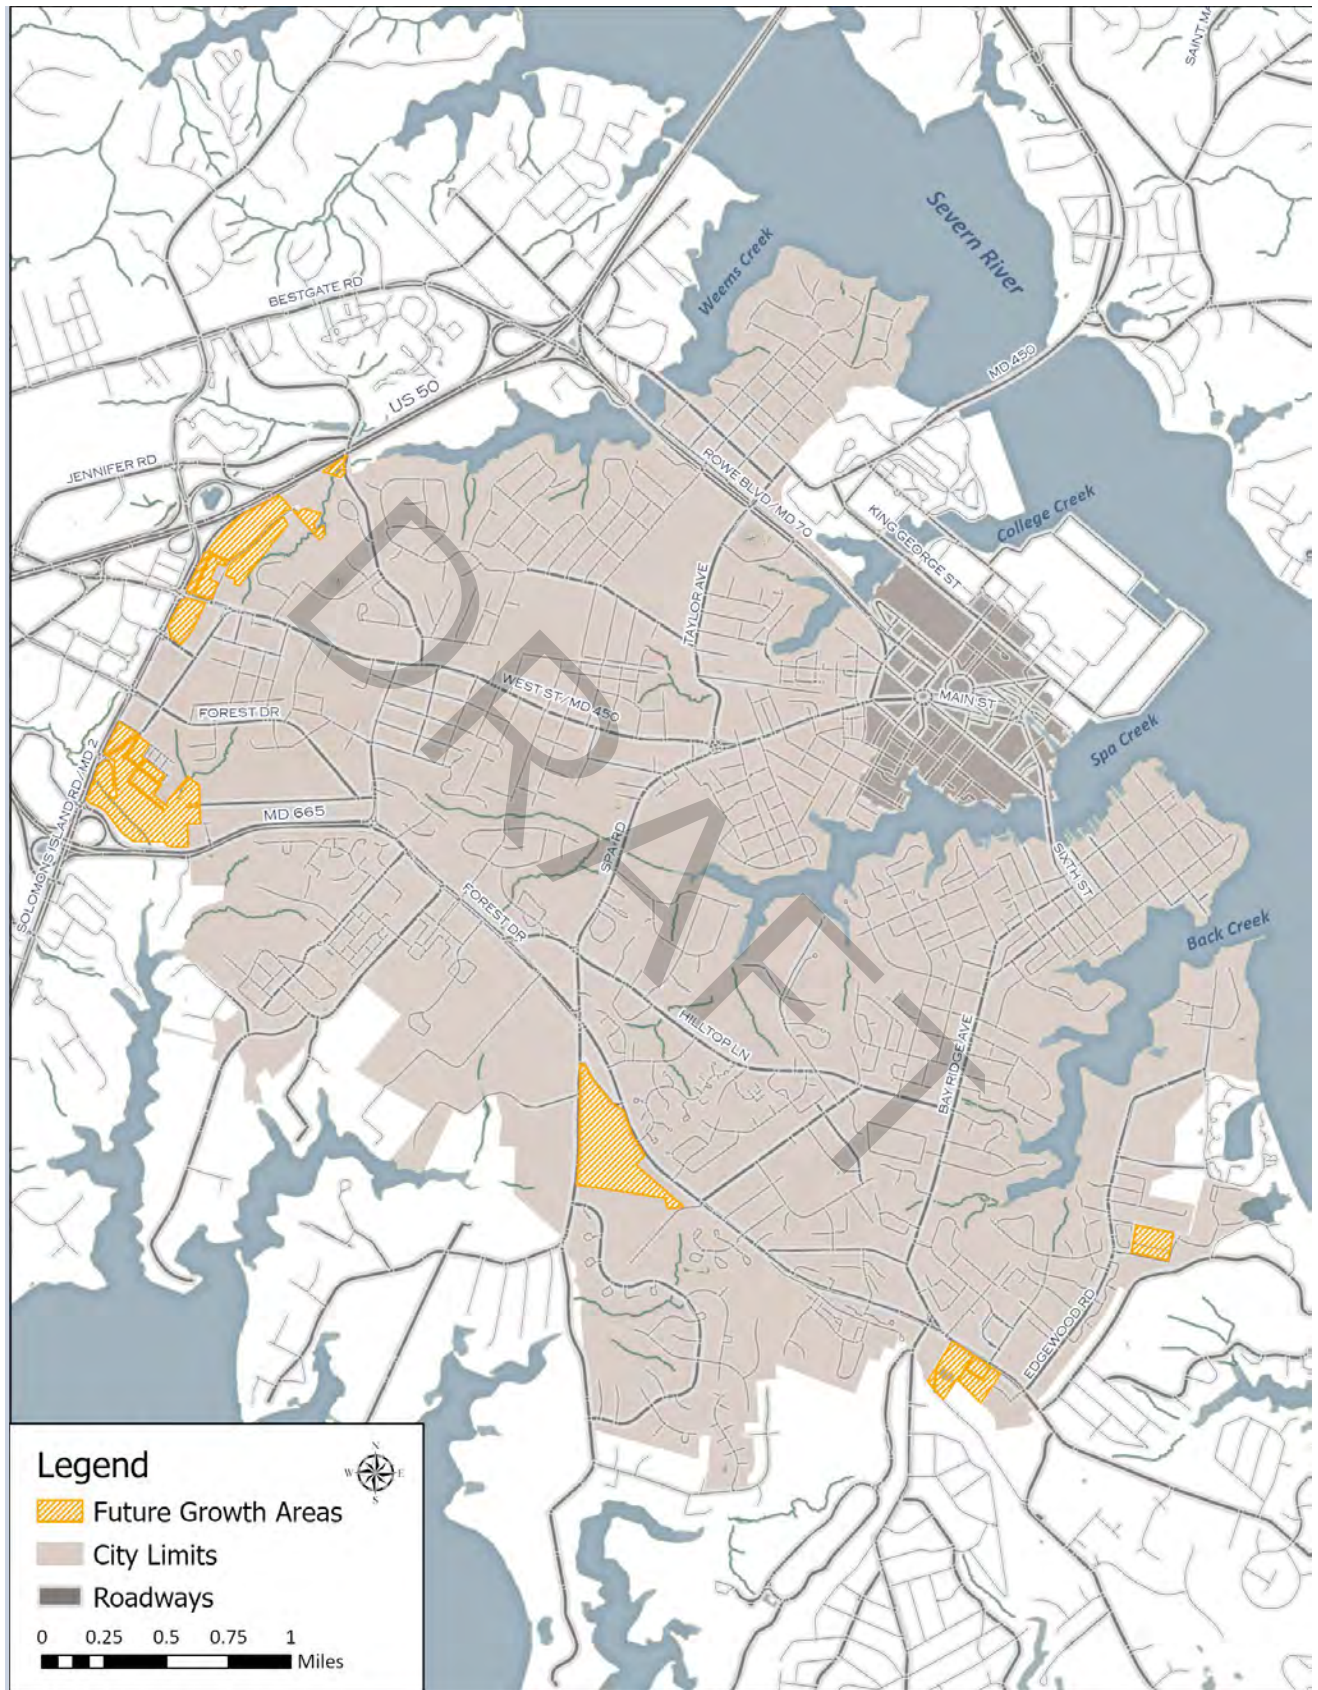 SAINT MA
Severn River
Weems Creek
BESTGATE RD
MD 450
US 50
JENNIFER RD
ROWE BLVD/MD 70
College Creek
KING GEORGE ST
TAYLOR AVE
WEST ST/MD 450
MAIN ST
FOREST DR
Spa Creek
SOLOMONS ISLAND RD/MD 2
MD 665
SPA RD
SIXTH ST
FOREST DR
Back Creek
HILLTOP LN
BAY RIDGE AVE
EDGEWOOD RD
DRAFT
Legend
N
W E
S
Future Growth Areas
City Limits
Roadways
0 0.25 0.5 0.75 1
Miles